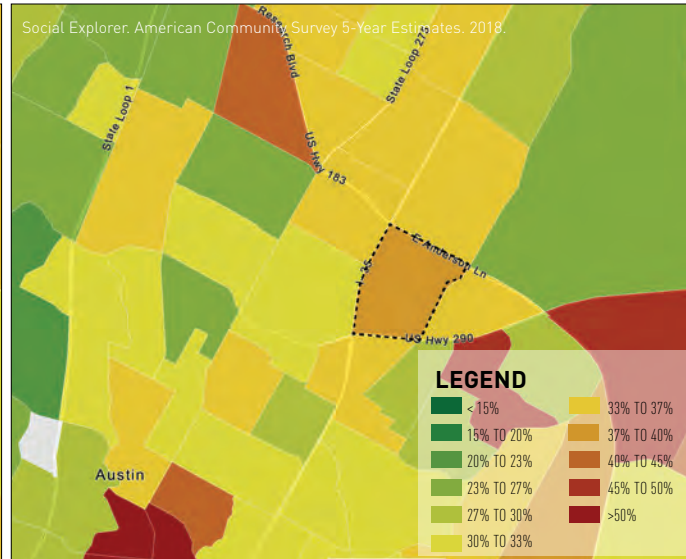 Social Explorer. American Community Survey 5-Year Estimates. 2018.
Research Blvd
State Loop 275
State Loop 1
US Hwy 183
E Anderson Ln
I-35
US Hwy 290
Austin
LEGEND
< 15%
15% TO 20%
20% TO 23%
23% TO 27%
27% TO 30%
30% TO 33%
33% TO 37%
37% TO 40%
40% TO 45%
45% TO 50%
>50%